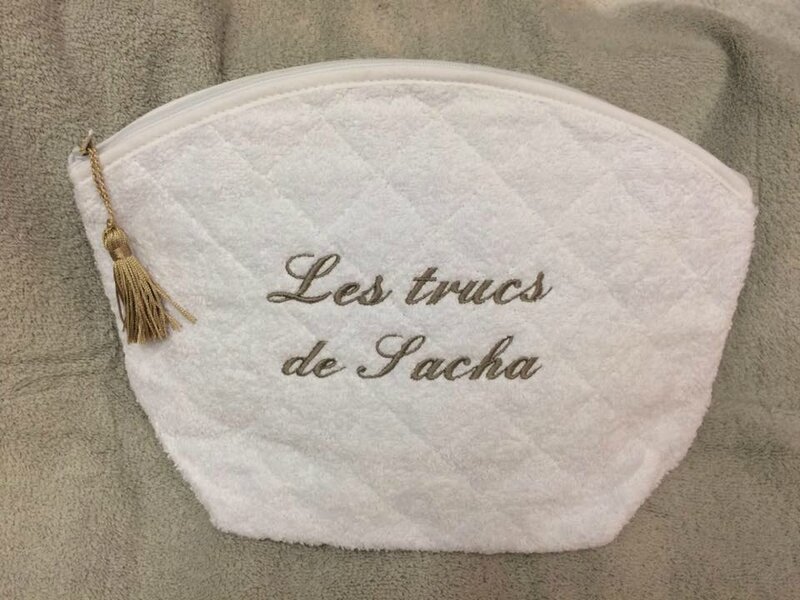 Les trucs
de Sacha